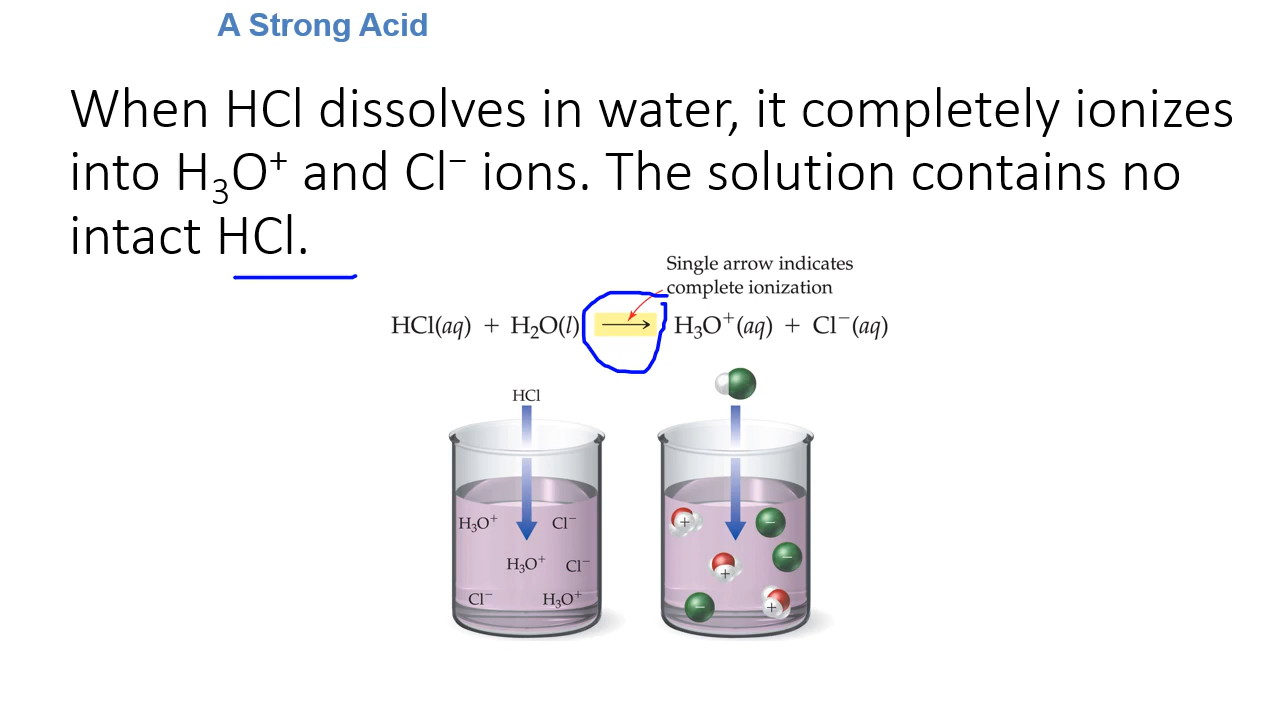 A Strong Acid
When HCl dissolves in water, it completely ionizes
into H₃O⁺ and Cl⁻ ions. The solution contains no
intact HCl.
Single arrow indicates
complete ionization
HCl(aq) + H₂O(l) ⟶ H₃O⁺(aq) + Cl⁻(aq)
HCl
H₃O⁺ Cl⁻
H₃O⁺ Cl⁻
Cl⁻ H₃O⁺
+ −
+ −
− +